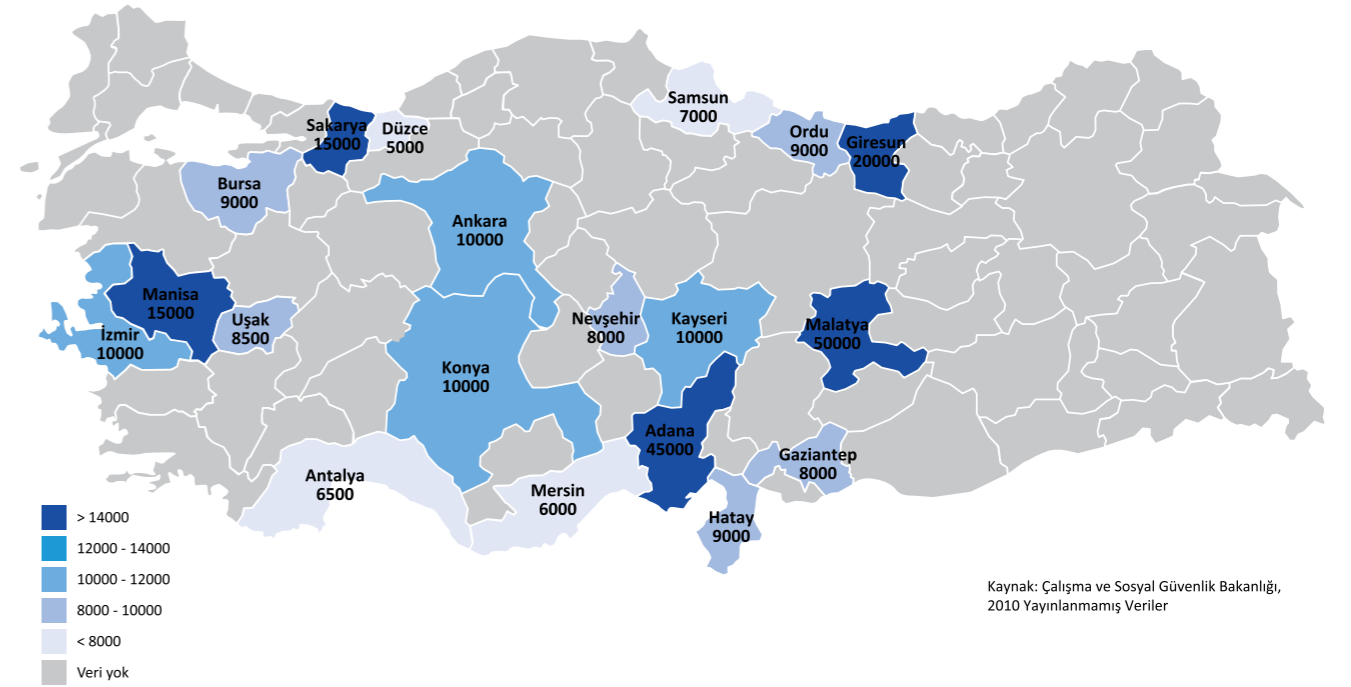 Samsun
7000
Sakarya
15000
Düzce
5000
Ordu
9000
Giresun
20000
Bursa
9000
Ankara
10000
Manisa
15000
Uşak
8500
İzmir
10000
Nevşehir
8000
Kayseri
10000
Malatya
50000
Konya
10000
Adana
45000
Gaziantep
8000
Antalya
6500
Mersin
6000
Hatay
9000
> 14000
12000 - 14000
10000 - 12000
8000 - 10000
< 8000
Veri yok
Kaynak: Çalışma ve Sosyal Güvenlik Bakanlığı,
2010 Yayınlanmamış Veriler